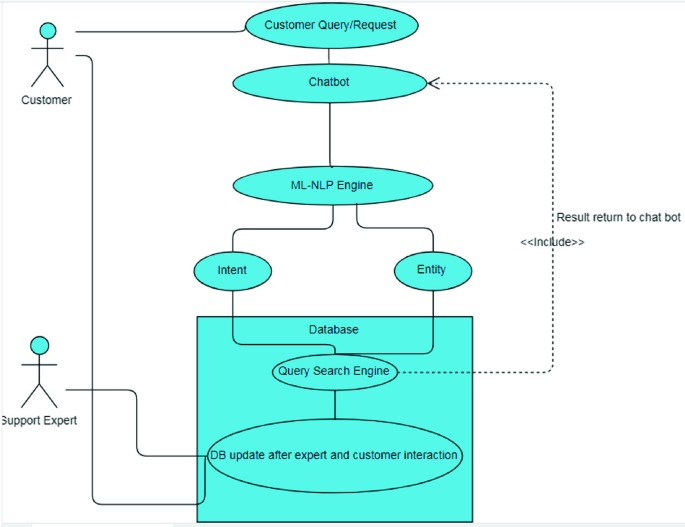 Customer Query/Request
Chatbot
Customer
ML-NLP Engine
Result return to chat bot
<<Include>>
Intent
Entity
Database
Query Search Engine
Support Expert
DB update after expert and customer interaction